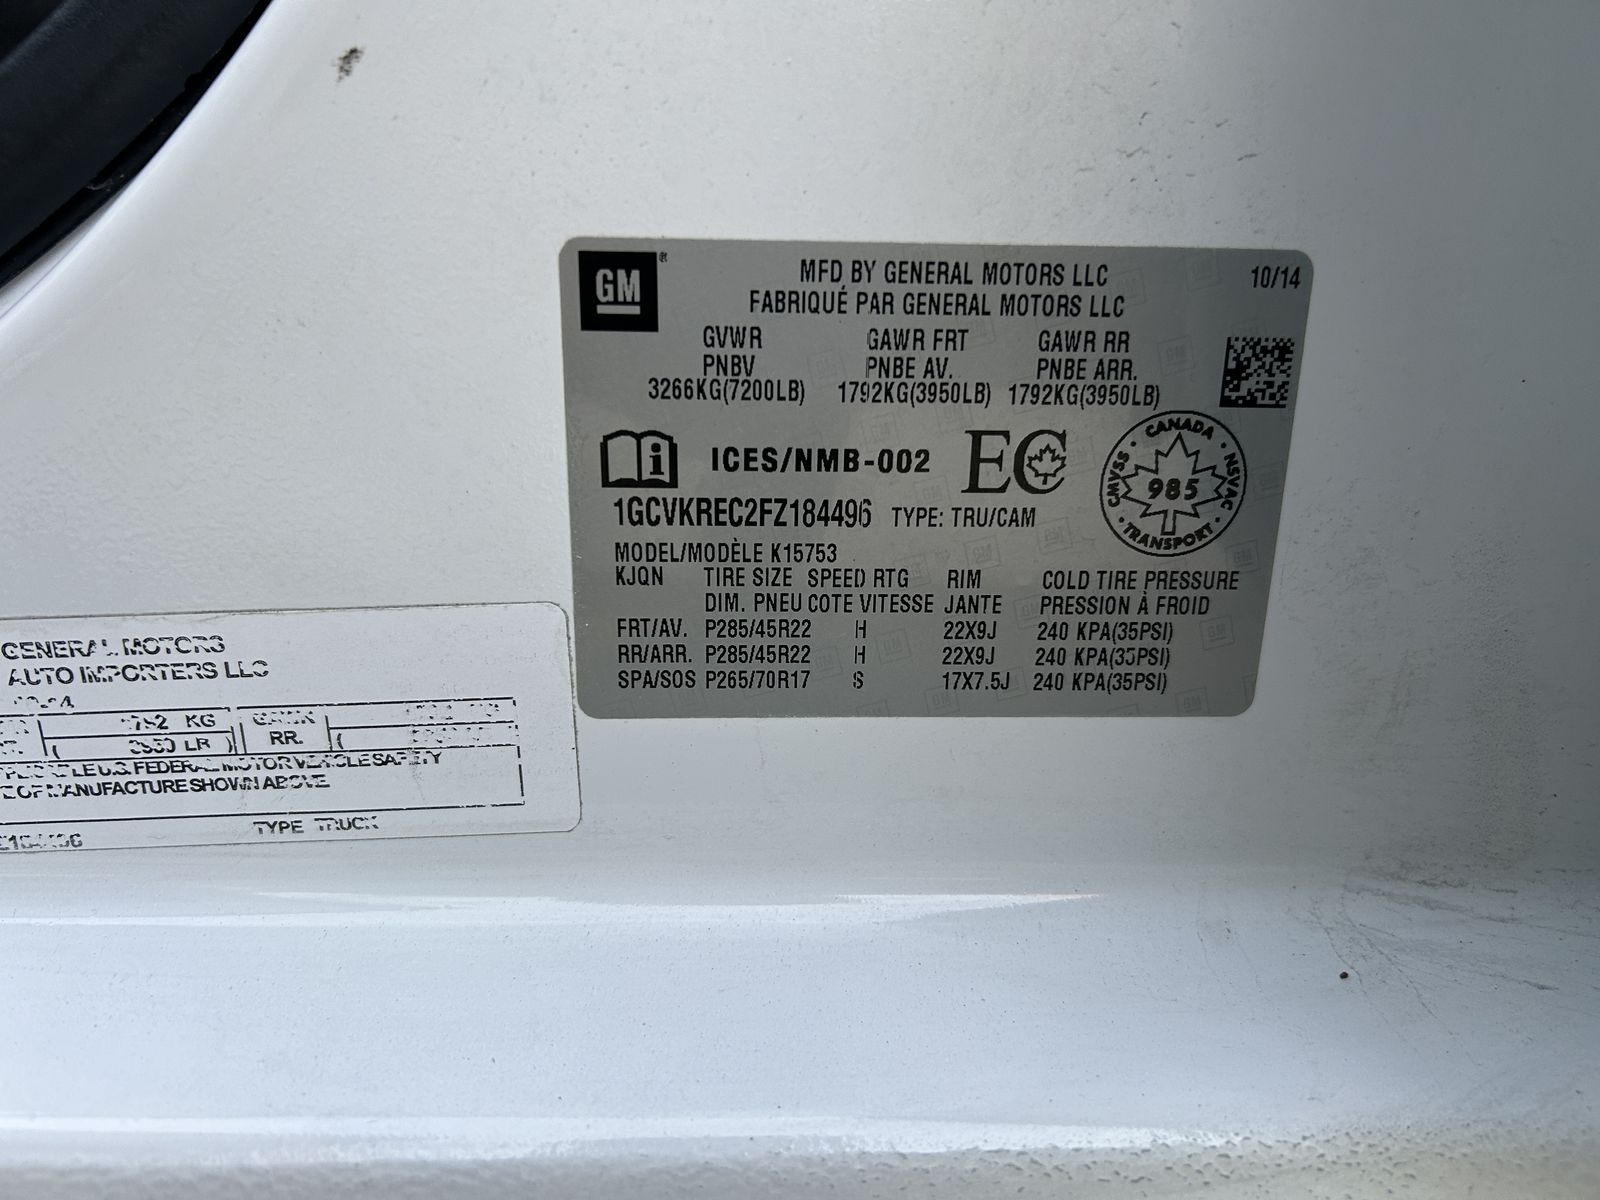 GM ®
MFD BY GENERAL MOTORS LLC 10/14
FABRIQUÉ PAR GENERAL MOTORS LLC
GVWR GAWR FRT GAWR RR
PNBV PNBE AV. PNBE ARR.
3266KG(7200LB) 1792KG(3950LB) 1792KG(3950LB)
ICES/NMB-002 EC
CANADA
CMVSS 985 NSVAC
TRANSPORT
1GCVKREC2FZ184496 TYPE: TRU/CAM
MODEL/MODÈLE K15753
KJQN TIRE SIZE SPEED RTG RIM COLD TIRE PRESSURE
DIM. PNEU COTE VITESSE JANTE PRESSION À FROID
FRT/AV. P285/45R22 H 22X9J 240 KPA(35PSI)
RR/ARR. P285/45R22 H 22X9J 240 KPA(35PSI)
SPA/SOS P265/70R17 S 17X7.5J 240 KPA(35PSI)
GENERAL MOTORS
AUTO IMPORTERS LLC
KG GAWR
LB RR.
U.S. FEDERAL MOTOR VEHICLE SAFETY
OF MANUFACTURE SHOWN ABOVE
TYPE TRUCK